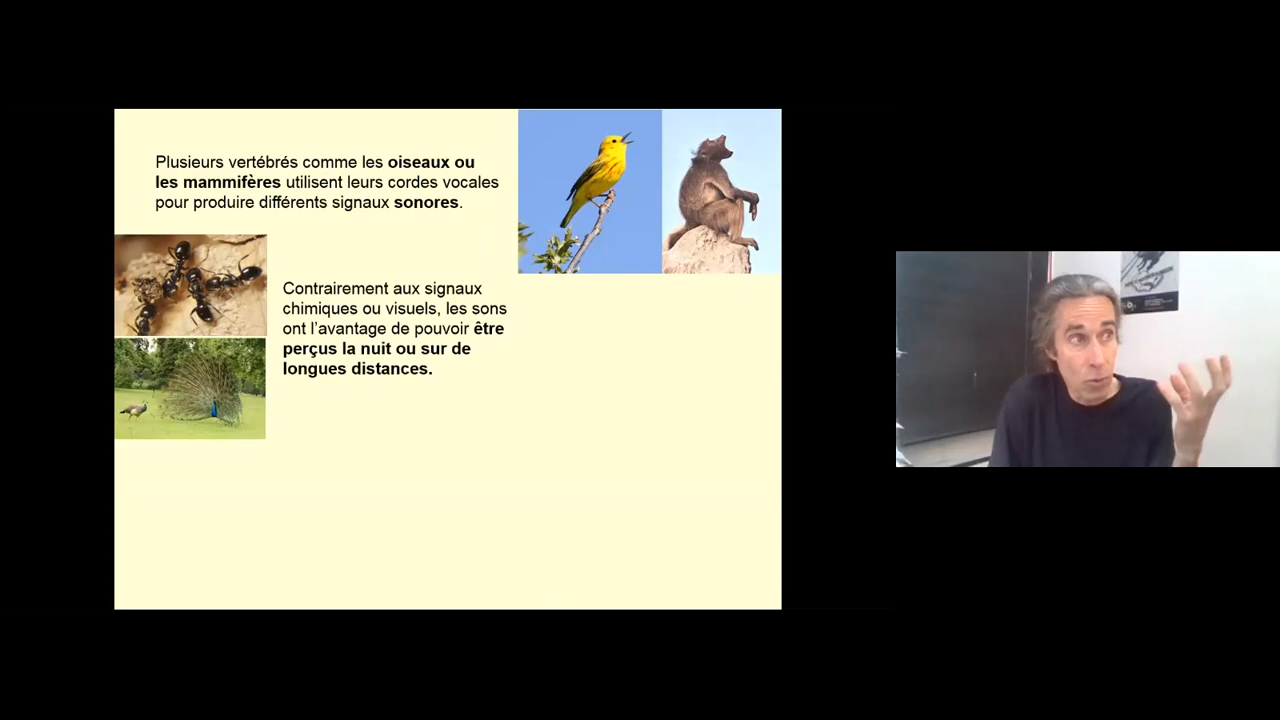 Plusieurs vertébrés comme les oiseaux ou
les mammifères utilisent leurs cordes vocales
pour produire différents signaux sonores.
Contrairement aux signaux
chimiques ou visuels, les sons
ont l'avantage de pouvoir être
perçus la nuit ou sur de
longues distances.